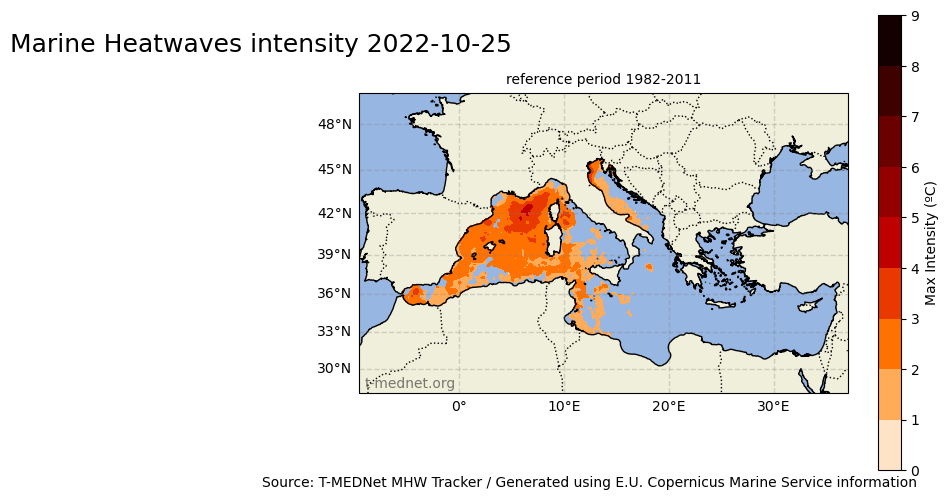 Marine Heatwaves intensity 2022-10-25
reference period 1982-2011
48°N
45°N
42°N
39°N
36°N
33°N
30°N
t-mednet.org
0°
10°E
20°E
30°E
9
8
7
6
5
4
3
2
1
0
Max Intensity (ºC)
Source: T-MEDNet MHW Tracker / Generated using E.U. Copernicus Marine Service information